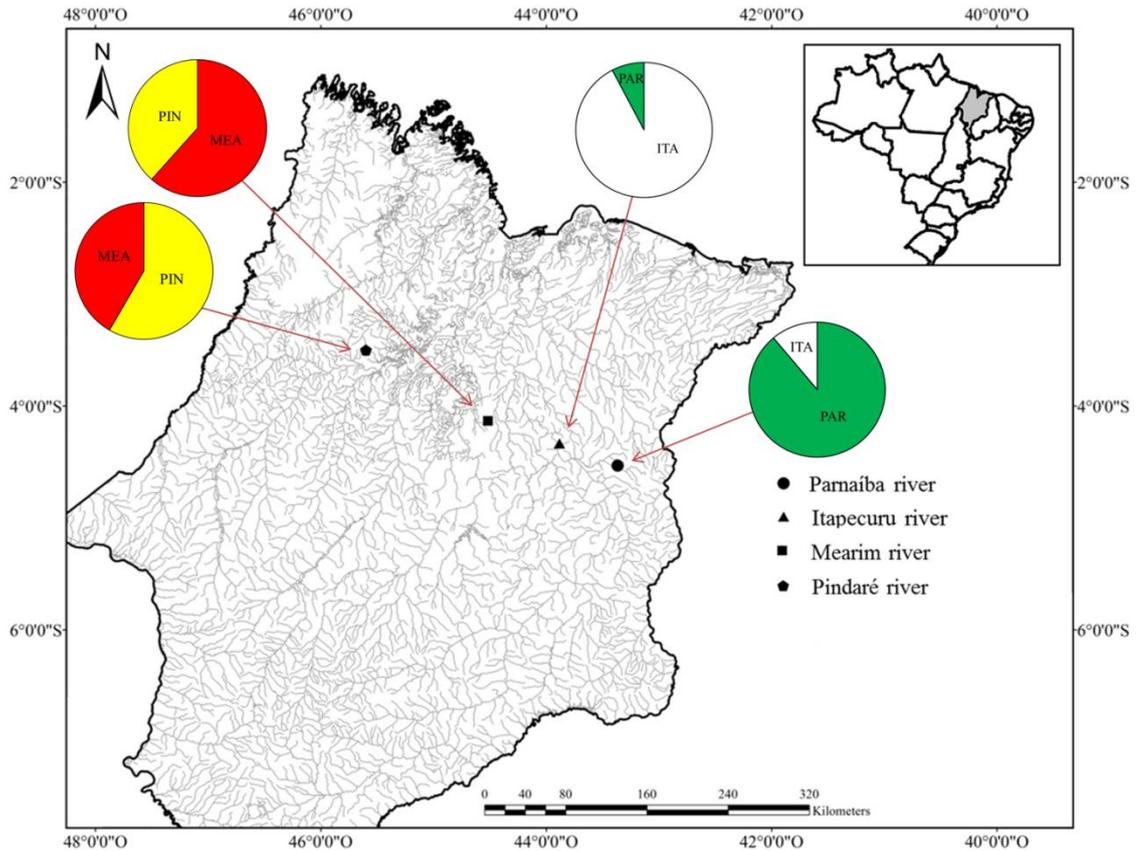 48°0'0"O 46°0'0"O 44°0'0"O 42°0'0"O 40°0'0"O
N
PIN
MEA
PAR
ITA
2°0'0"S
2°0'0"S
MEA
PIN
ITA
PAR
4°0'0"S
4°0'0"S
Parnaíba river
Itapecuru river
Mearim river
Pindaré river
6°0'0"S
6°0'0"S
0 40 80 160 240 320
Kilometers
48°0'0"O 46°0'0"O 44°0'0"O 42°0'0"O 40°0'0"O